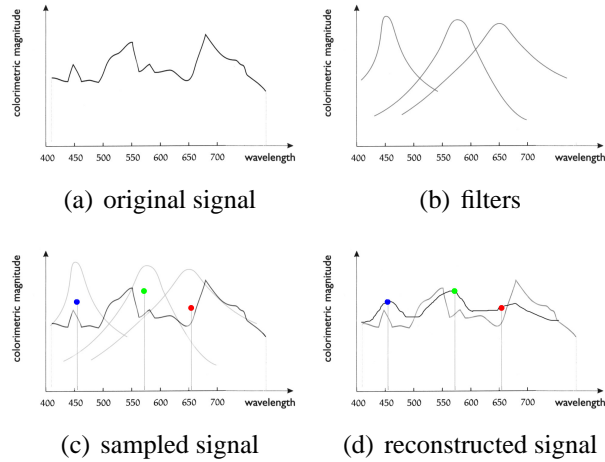 colorimetric magnitude
400 450 500 550 600 650 700 wavelength
(a) original signal
colorimetric magnitude
400 450 500 550 600 650 700 wavelength
(b) filters
colorimetric magnitude
400 450 500 550 600 650 700 wavelength
(c) sampled signal
colorimetric magnitude
400 450 500 550 600 650 700 wavelength
(d) reconstructed signal